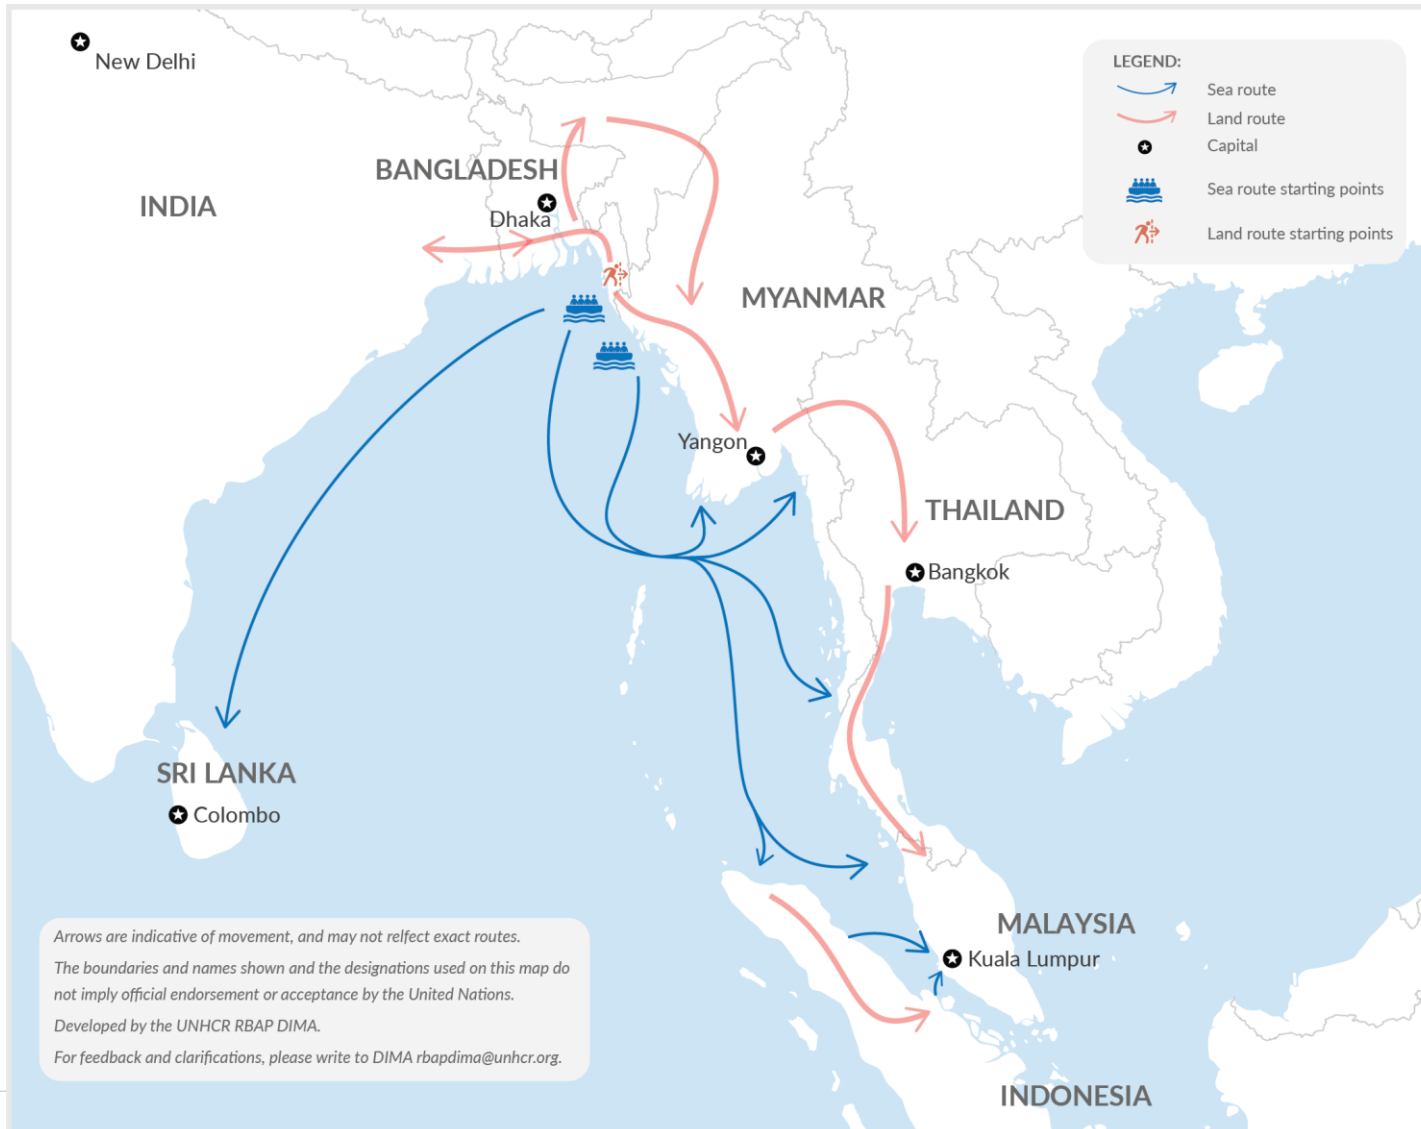 New Delhi
LEGEND:
Sea route
Land route
Capital
Sea route starting points
Land route starting points
BANGLADESH
INDIA
Dhaka
MYANMAR
Yangon
THAILAND
Bangkok
SRI LANKA
Colombo
MALAYSIA
Kuala Lumpur
Arrows are indicative of movement, and may not relfect exact routes.
The boundaries and names shown and the designations used on this map do
not imply official endorsement or acceptance by the United Nations.
Developed by the UNHCR RBAP DIMA.
For feedback and clarifications, please write to DIMA rbapdima@unhcr.org.
INDONESIA